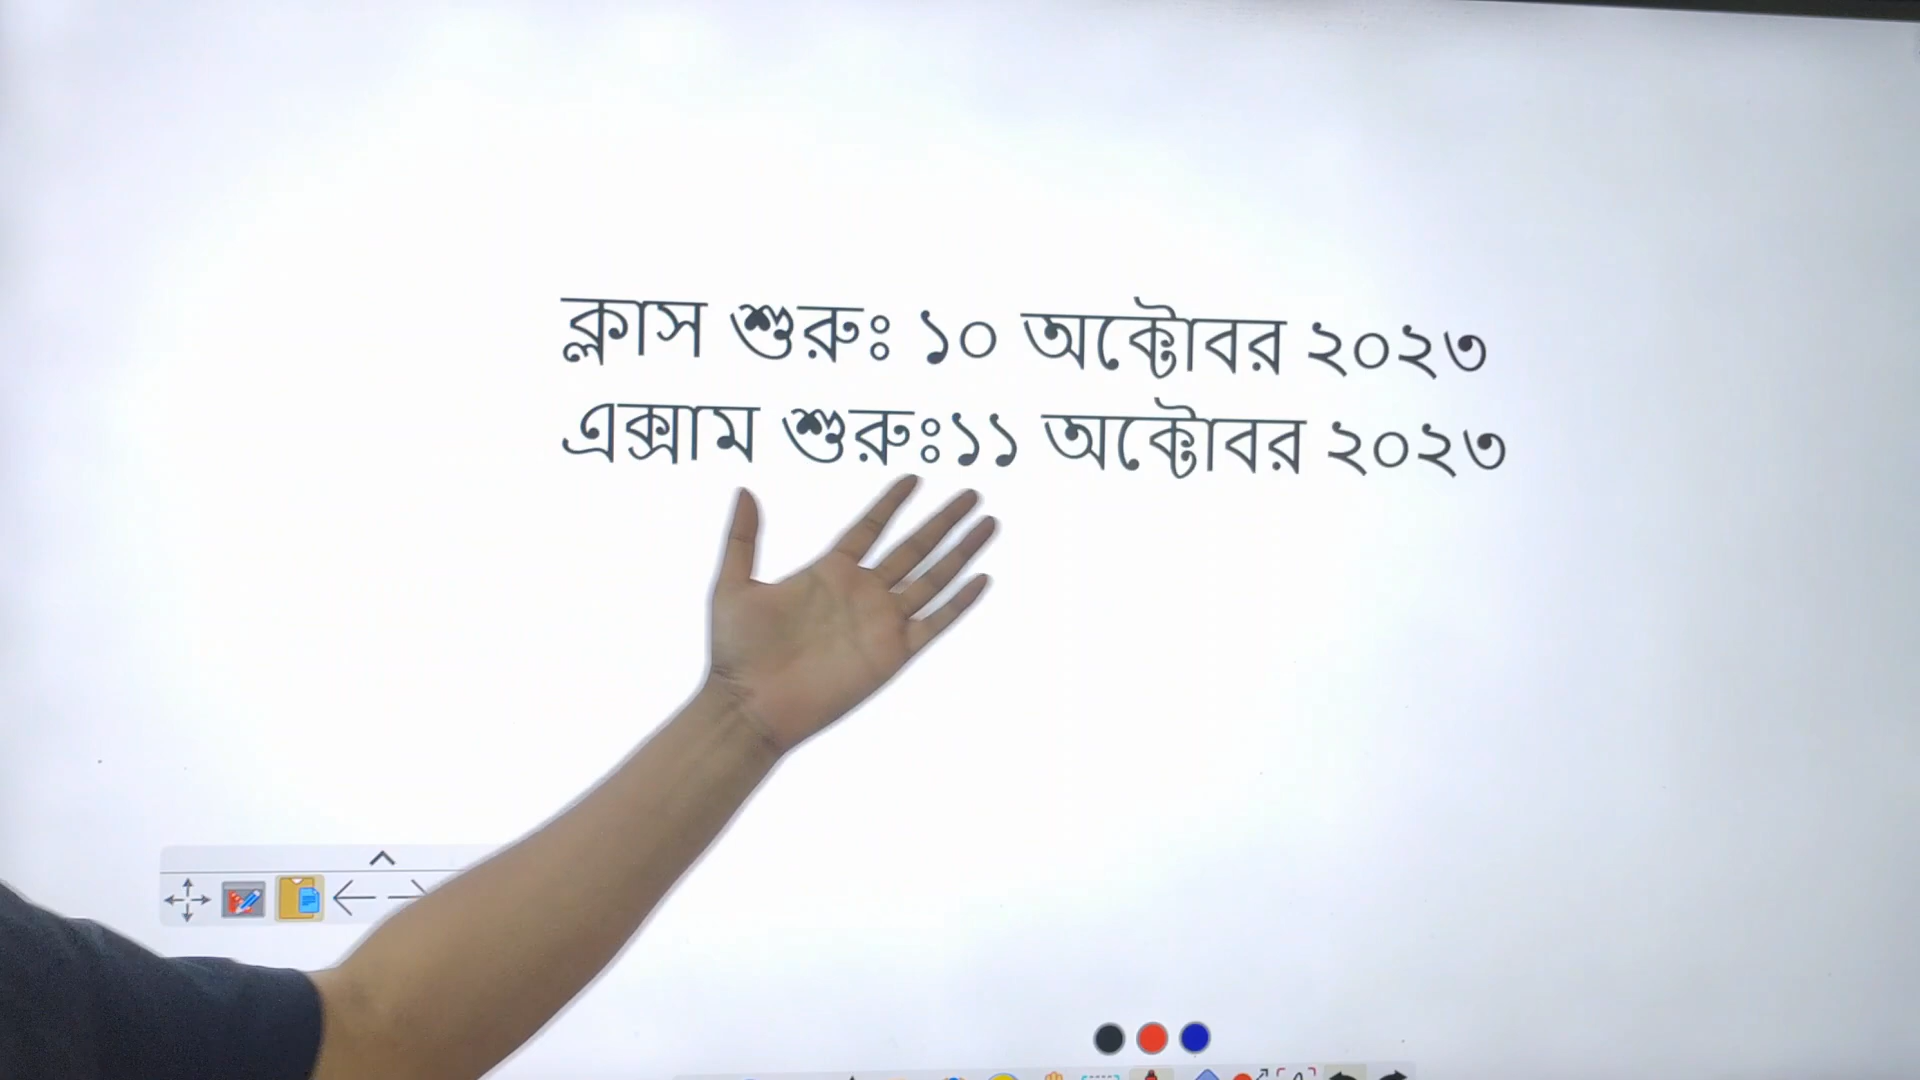 ক্লাস শুরুঃ ১০ অক্টোবর ২০২৩
এক্সাম শুরুঃ১১ অক্টোবর ২০২৩